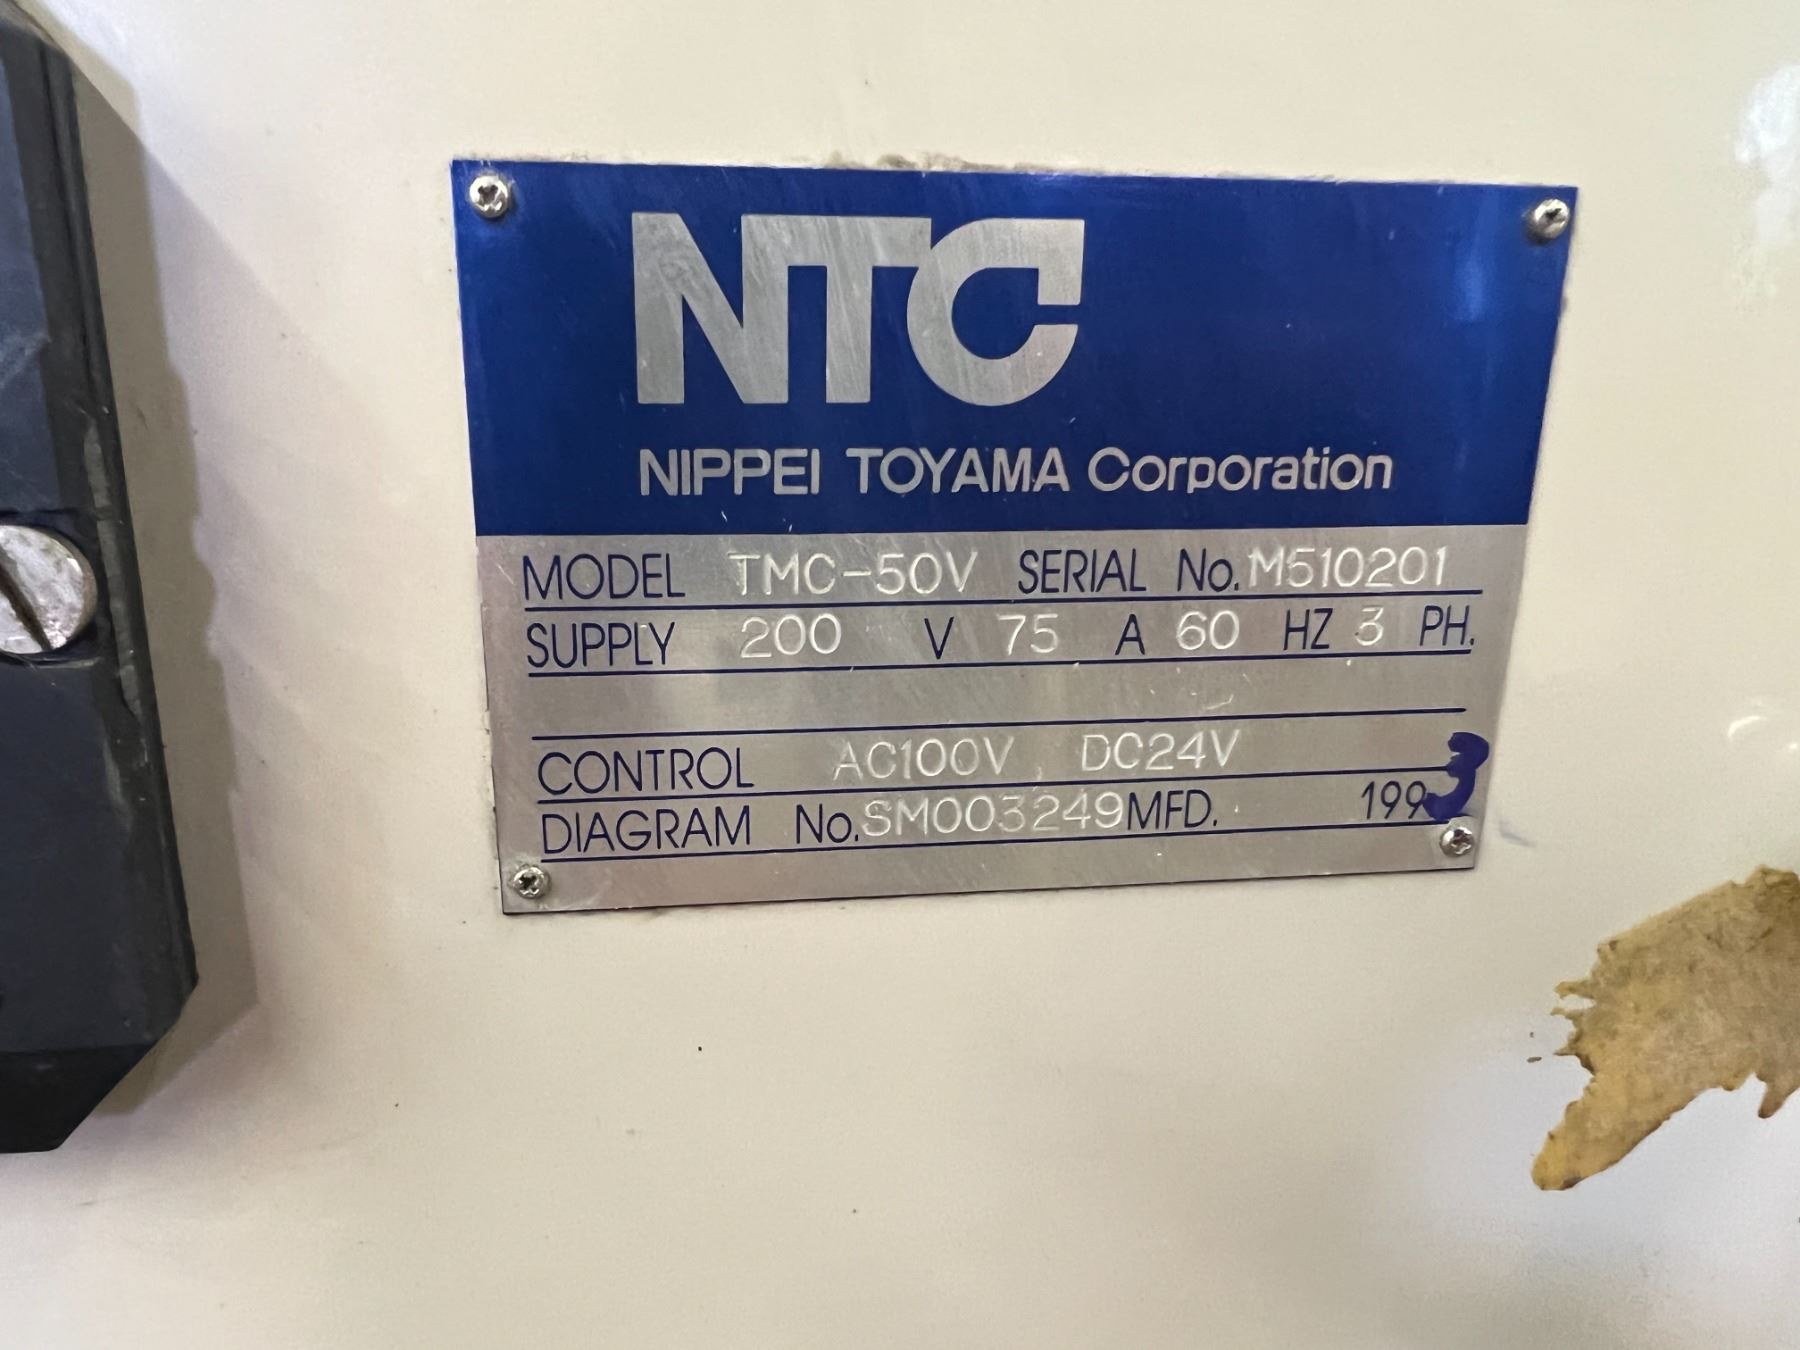 NTC
NIPPEI TOYAMA Corporation
MODEL TMC-50V SERIAL No. M510201
SUPPLY 200 V 75 A 60 HZ 3 PH.
CONTROL AC100V, DC24V
DIAGRAM No. SM003249 MFD. 1993